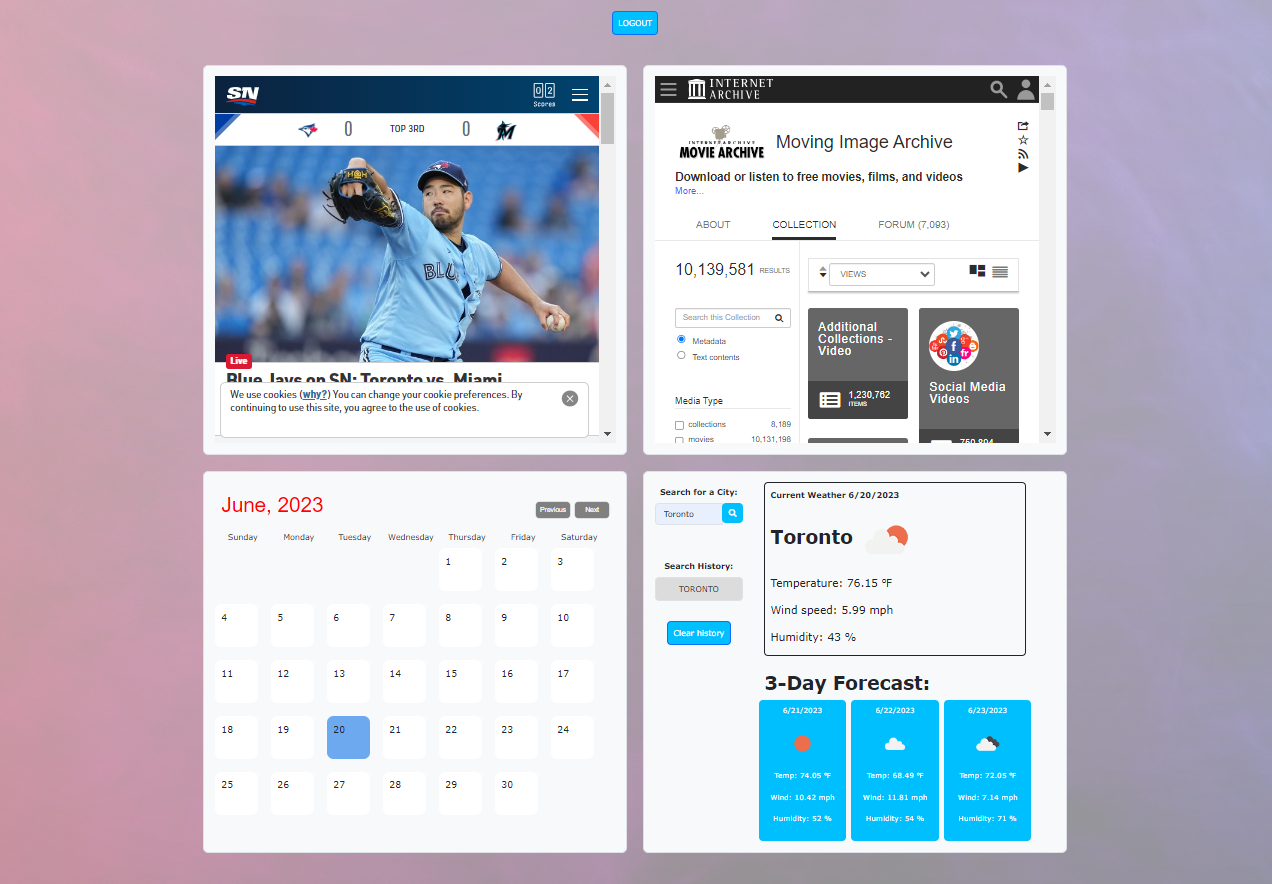 LOGOUT
SN
0 2
Scores
0 TOP 3RD 0
BLUE
Live
Blue Jays on SN: Toronto vs. Miami
We use cookies (why?) You can change your cookie preferences. By
continuing to use this site, you agree to the use of cookies.
INTERNET
ARCHIVE
INTERNET ARCHIVE
MOVIE ARCHIVE
Moving Image Archive
Download or listen to free movies, films, and videos
More...
ABOUT COLLECTION FORUM (7,093)
10,139,581 RESULTS
VIEWS
Search this Collection
Metadata
Text contents
Media Type
collections 8,189
movies 10,131,198
Additional
Collections -
Video
1,230,762
ITEMS
Social Media
Videos
760,894
June, 2023
Previous Next
Sunday Monday Tuesday Wednesday Thursday Friday Saturday
1 2 3
4 5 6 7 8 9 10
11 12 13 14 15 16 17
18 19 20 21 22 23 24
25 26 27 28 29 30
Search for a City:
Toronto
Search History:
TORONTO
Clear history
Current Weather 6/20/2023
Toronto
Temperature: 76.15 °F
Wind speed: 5.99 mph
Humidity: 43 %
3-Day Forecast:
6/21/2023
Temp: 74.05 °F
Wind: 10.42 mph
Humidity: 52 %
6/22/2023
Temp: 68.49 °F
Wind: 11.81 mph
Humidity: 54 %
6/23/2023
Temp: 72.05 °F
Wind: 7.14 mph
Humidity: 71 %